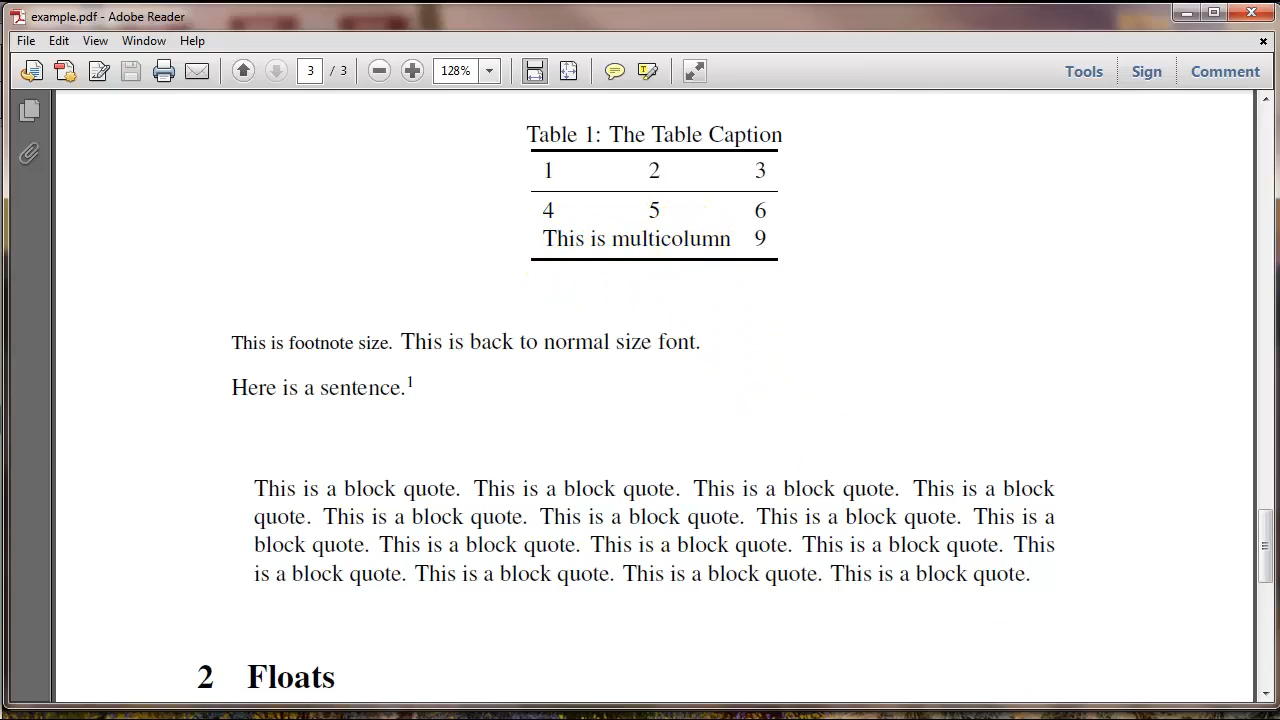 example.pdf - Adobe Reader
File Edit View Window Help
3 / 3 128% Tools Sign Comment
Table 1: The Table Caption
1 2 3
4 5 6
This is multicolumn 9
This is footnote size. This is back to normal size font.
Here is a sentence.1
This is a block quote. This is a block quote. This is a block quote. This is a block
quote. This is a block quote. This is a block quote. This is a block quote. This is a
block quote. This is a block quote. This is a block quote. This is a block quote. This
is a block quote. This is a block quote. This is a block quote. This is a block quote.
2 Floats